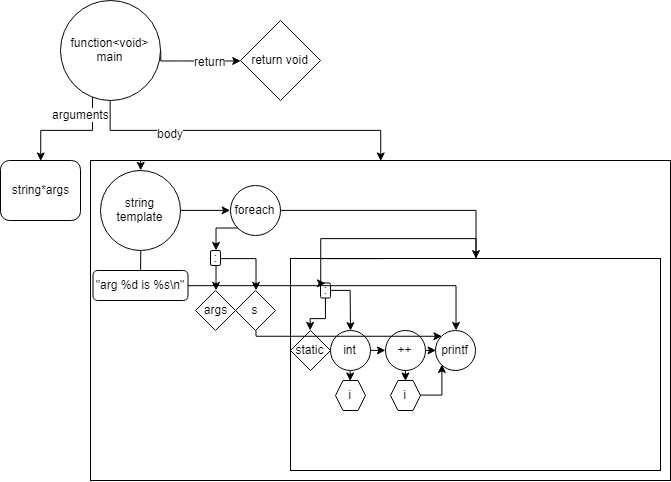 function<void>
main
return
return void
arguments
body
string*args
string
template
foreach
:
"arg %d is %s\n"
:
args
s
static
int
++
printf
i
i